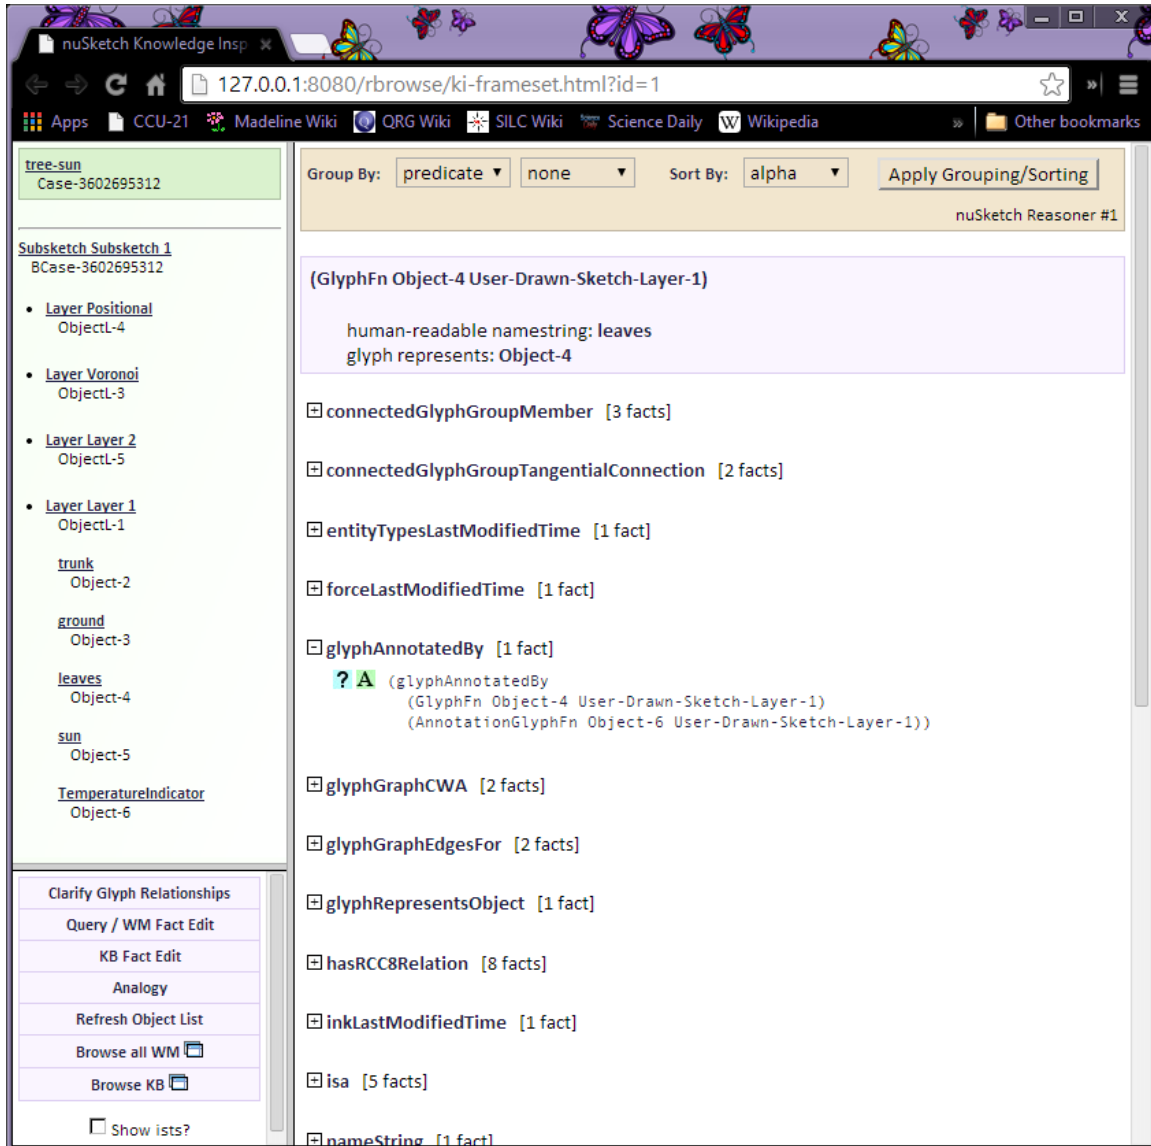 nuSketch Knowledge Insp
127.0.0.1:8080/rbrowse/ki-frameset.html?id=1
Apps CCU-21 Madeline Wiki QRG Wiki SILC Wiki Science Daily Wikipedia » Other bookmarks
tree-sun
Case-3602695312
Subsketch Subsketch 1
BCase-3602695312
• Layer Positional
ObjectL-4
• Layer Voronoi
ObjectL-3
• Layer Layer 2
ObjectL-5
• Layer Layer 1
ObjectL-1
trunk
Object-2
ground
Object-3
leaves
Object-4
sun
Object-5
TemperatureIndicator
Object-6
Clarify Glyph Relationships
Query / WM Fact Edit
KB Fact Edit
Analogy
Refresh Object List
Browse all WM
Browse KB
Show ists?
Group By: predicate none Sort By: alpha Apply Grouping/Sorting
nuSketch Reasoner #1
(GlyphFn Object-4 User-Drawn-Sketch-Layer-1)
human-readable namestring: leaves
glyph represents: Object-4
connectedGlyphGroupMember [3 facts]
connectedGlyphGroupTangentialConnection [2 facts]
entityTypesLastModifiedTime [1 fact]
forceLastModifiedTime [1 fact]
glyphAnnotatedBy [1 fact]
? A (glyphAnnotatedBy
(GlyphFn Object-4 User-Drawn-Sketch-Layer-1)
(AnnotationGlyphFn Object-6 User-Drawn-Sketch-Layer-1))
glyphGraphCWA [2 facts]
glyphGraphEdgesFor [2 facts]
glyphRepresentsObject [1 fact]
hasRCC8Relation [8 facts]
inkLastModifiedTime [1 fact]
isa [5 facts]
nameString [1 fact]